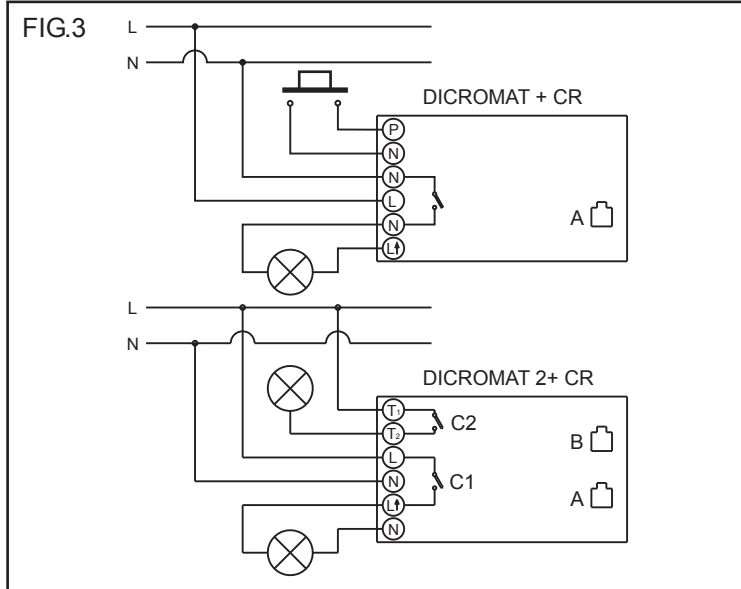 FIG.3
L
N
DICROMAT + CR
P
N
N
L
N
L↑
A
L
N
DICROMAT 2+ CR
T1
T2
L
N
L↑
N
C2
C1
B
A